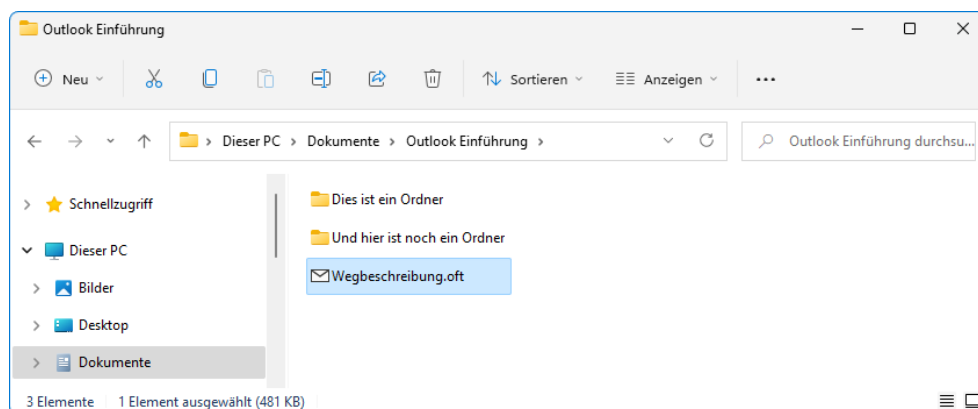 Outlook Einführung
Neu
Sortieren
Anzeigen
Dieser PC > Dokumente > Outlook Einführung >
Outlook Einführung durchsu...
Schnellzugriff
Dieser PC
Bilder
Desktop
Dokumente
Dies ist ein Ordner
Und hier ist noch ein Ordner
Wegbeschreibung.oft
3 Elemente
1 Element ausgewählt (481 KB)